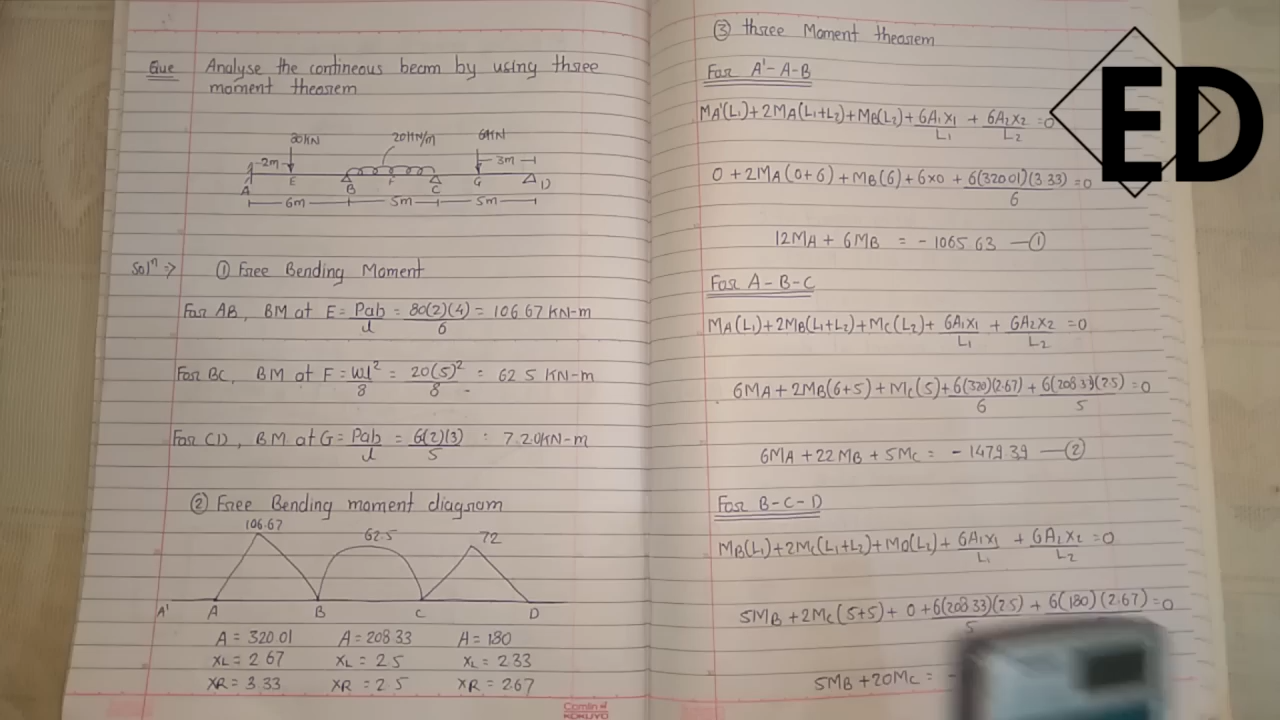 Que Analyse the contineous beam by using three
moment theorem
80KN 20KN/m 6KN
2m 3m
A E B F C G D
6m 5m 5m
Solⁿ ⇒ ① Free Bending Moment
For AB, BM at E = Pab/l = 80(2)(4)/6 = 106.67 KN-m
For BC, BM at F = wl²/8 = 20(5)²/8 = 62.5 KN-m
For CD, BM at G = Pab/l = 6(2)(3)/5 = 7.20KN-m
② Free Bending moment diagram
106.67 62.5 72
A' A B C D
A = 320.01 A = 208.33 A = 180
XL = 2.67 XL = 2.5 XL = 2.33
XR = 3.33 XR = 2.5 XR = 2.67
Camlin
KOKUYO
③ three Moment theorem
For A'-A-B
MA'(L₁)+2MA(L₁+L₂)+MB(L₂)+6A₁x₁/L₁ + 6A₂x₂/L₂ =0
0 + 2MA(0+6) + MB(6) + 6x0 + 6(320.01)(3.33)/6 =0
12MA + 6MB = -1065.63 —①
For A-B-C
MA(L₁)+2MB(L₁+L₂)+MC(L₂)+ 6A₁x₁/L₁ + 6A₂x₂/L₂ =0
6MA+2MB(6+5)+MC(5)+6(320)(2.67)/6 + 6(208.33)(2.5)/5 =0
6MA+22MB+5MC = -1479.39 —②
For B-C-D
MB(L₁)+2MC(L₁+L₂)+MD(L₂)+ 6A₁x₁/L₁ + 6A₂x₂/L₂ =0
5MB+2MC(5+5)+ 0+6(208.33)(2.5)/5 + 6(180)(2.67) =0
5MB+20MC = -
ED